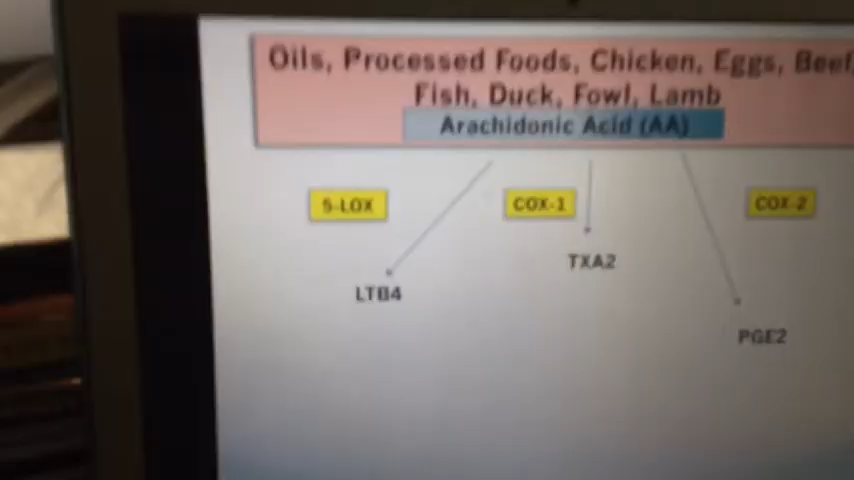 Oils, Processed Foods, Chicken, Eggs, Beef,
Fish, Duck, Fowl, Lamb
Arachidonic Acid (AA)
5-LOX
COX-1
COX-2
TXA2
LTB4
PGE2